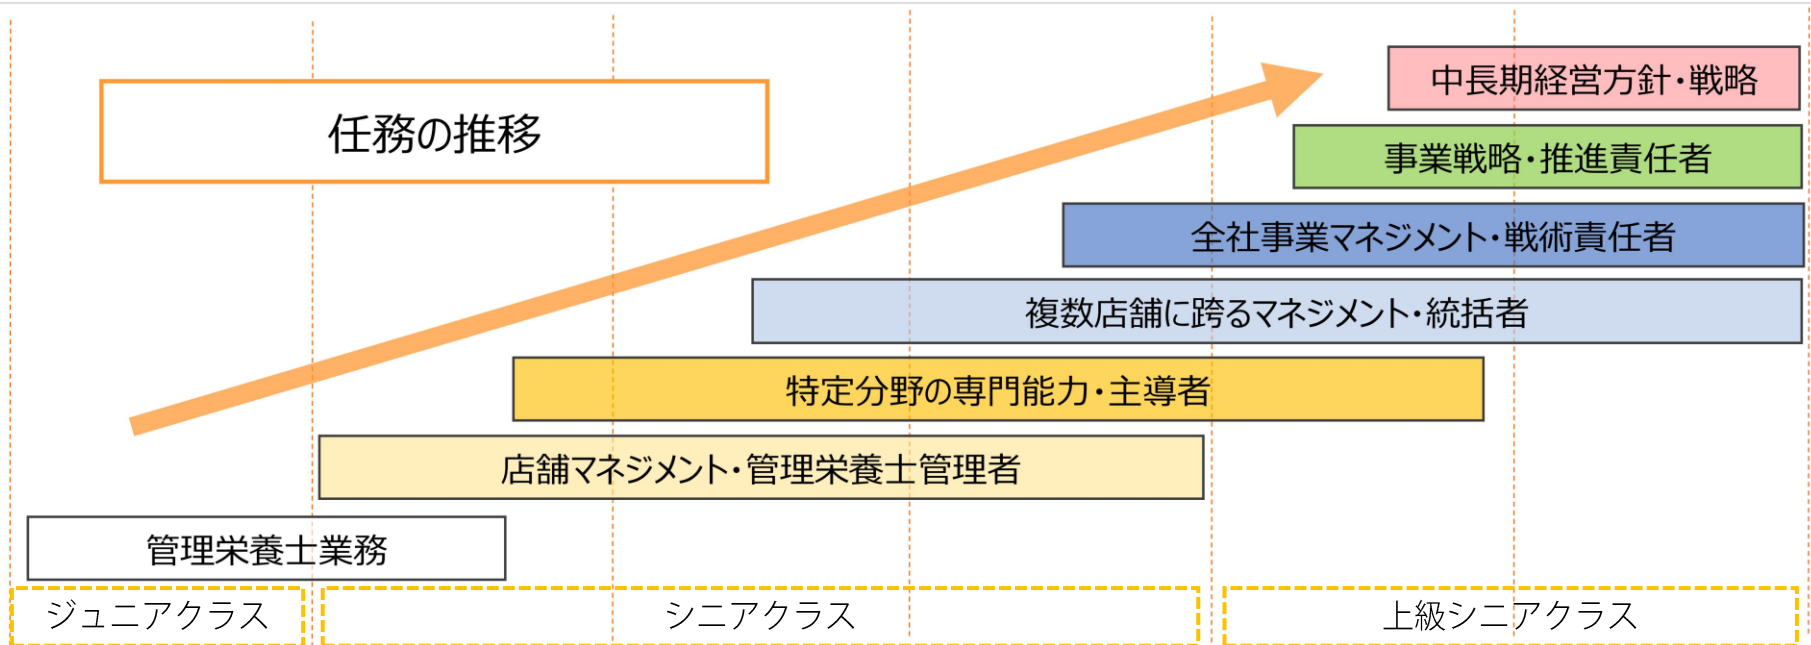 任務の推移
中長期経営方針・戦略
事業戦略・推進責任者
全社事業マネジメント・戦術責任者
複数店舗に跨るマネジメント・統括者
特定分野の専門能力・主導者
店舗マネジメント・管理栄養士管理者
管理栄養士業務
ジュニアクラス
シニアクラス
上級シニアクラス